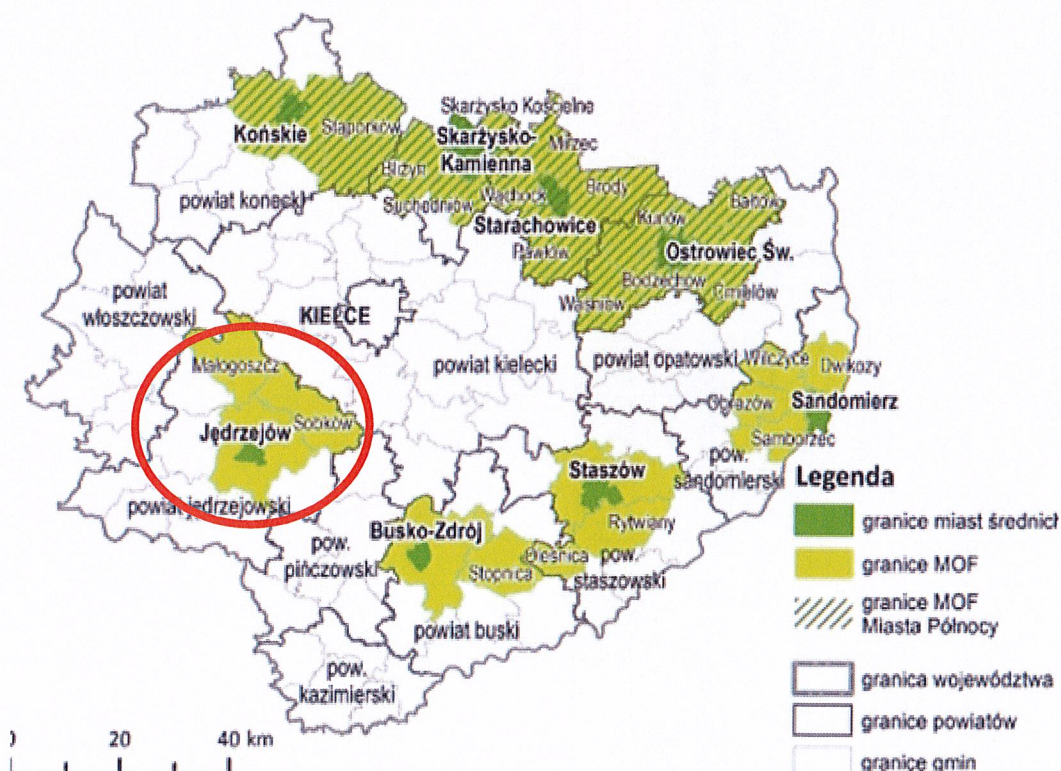 Skarżysko Kościelne
Końskie
Stąporków
Skarżysko-
Kamienna
Mirzec
Bliżyn
Brody
powiat konecki
Suchedniów
Wąchock
Kunów
Bałtów
Starachowice
Pawłów
Ostrowiec Św.
Bodzechów
Ćmielów
Waśniów
powiat
włoszczowski
KIELCE
powiat kielecki
powiat opatowski
Wilczyce
Dwikozy
Małogoszcz
Obrazów
Sandomierz
Sobków
Jędrzejów
Samborzec
pow.
sandomierski
Staszów
powiat jędrzejowski
Rytwiany
Busko-Zdrój
pow.
pińczowski
Oleśnica
Stopnica
pow.
staszowski
powiat buski
pow.
kazimierski
Legenda
granice miast średnich
granice MOF
granice MOF
Miasta Północy
granica województwa
granice powiatów
granice gmin
20
40 km